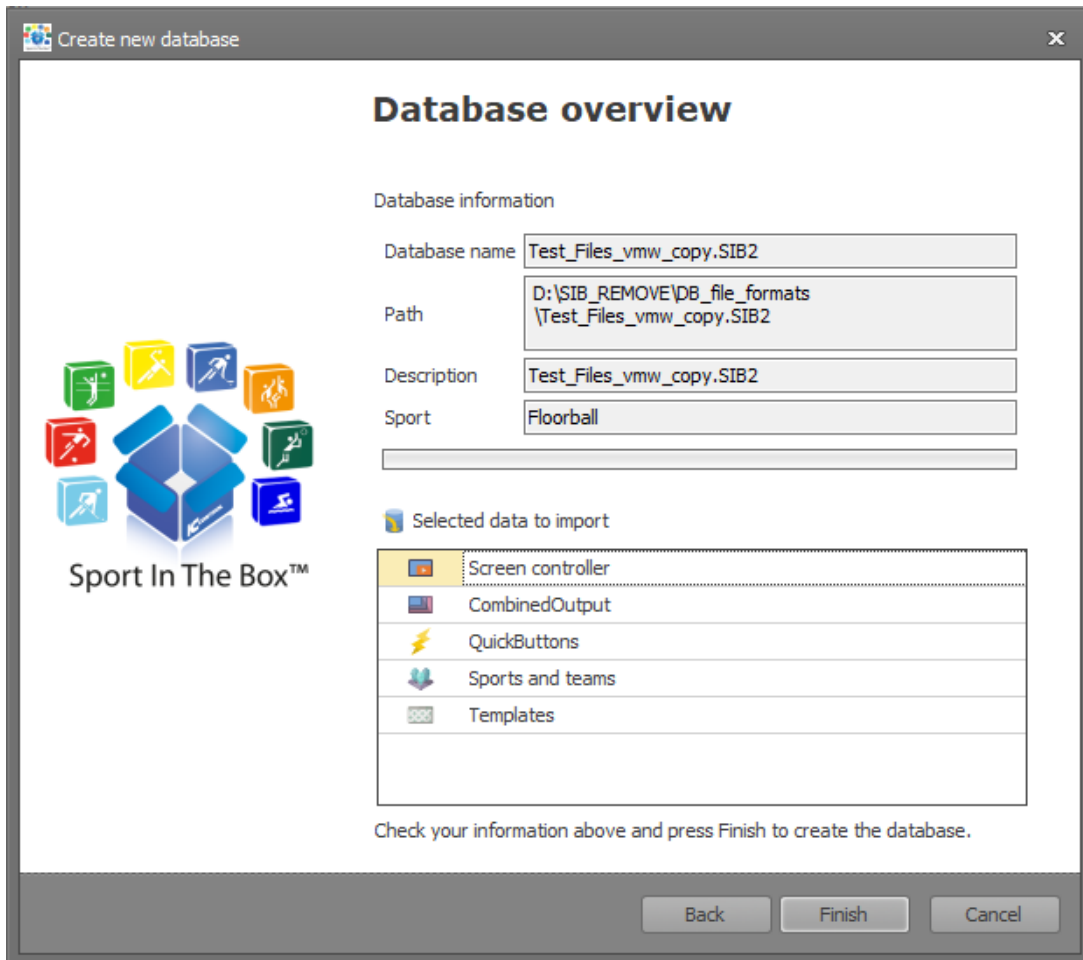 Create new database
Database overview
Database information
Database name Test_Files_vmw_copy.SIB2
Path D:\SIB_REMOVE\DB_file_formats
\Test_Files_vmw_copy.SIB2
Description Test_Files_vmw_copy.SIB2
Sport Floorball
Selected data to import
Screen controller
CombinedOutput
QuickButtons
Sports and teams
Templates
Sport In The Box™
Check your information above and press Finish to create the database.
Back Finish Cancel